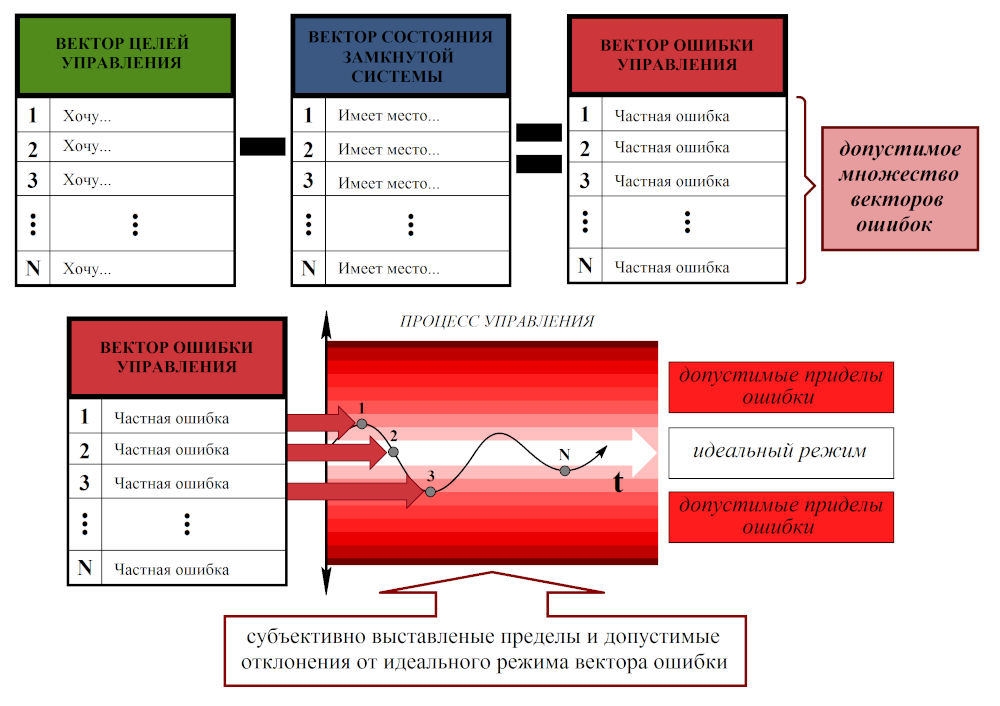 ВЕКТОР ЦЕЛЕЙ
УПРАВЛЕНИЯ
1 Хочу...
2 Хочу...
3 Хочу...
N Хочу...
ВЕКТОР СОСТОЯНИЯ
ЗАМКНУТОЙ
СИСТЕМЫ
1 Имеет место...
2 Имеет место...
3 Имеет место...
N Имеет место...
ВЕКТОР ОШИБКИ
УПРАВЛЕНИЯ
1 Частная ошибка
2 Частная ошибка
3 Частная ошибка
N Частная ошибка
допустимое
множество
векторов
ошибок
ВЕКТОР ОШИБКИ
УПРАВЛЕНИЯ
1 Частная ошибка
2 Частная ошибка
3 Частная ошибка
N Частная ошибка
ПРОЦЕСС УПРАВЛЕНИЯ
1
2
3
N
t
допустимые приделы
ошибки
идеальный режим
допустимые приделы
ошибки
субъективно выставленые пределы и допустимые
отклонения от идеального режима вектора ошибки